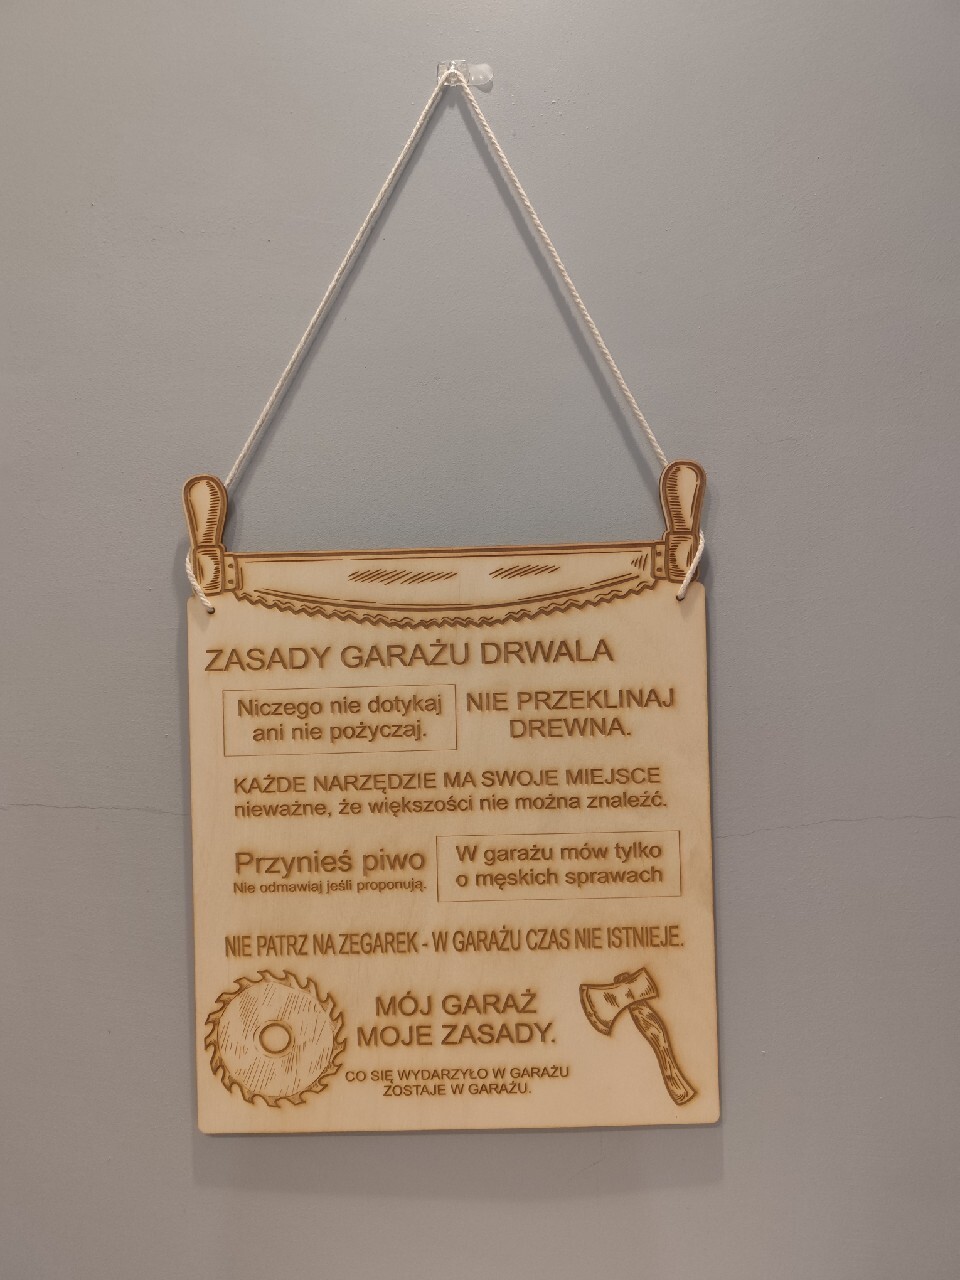 ZASADY GARAŻU DRWALA
Niczego nie dotykaj
ani nie pożyczaj.
NIE PRZEKLINAJ
DREWNA.
KAŻDE NARZĘDZIE MA SWOJE MIEJSCE
nieważne, że większości nie można znaleźć.
Przynieś piwo
Nie odmawiaj jeśli proponują.
W garażu mów tylko
o męskich sprawach
NIE PATRZ NA ZEGAREK - W GARAŻU CZAS NIE ISTNIEJE.
MÓJ GARAŻ
MOJE ZASADY.
CO SIĘ WYDARZYŁO W GARAŻU
ZOSTAJE W GARAŻU.